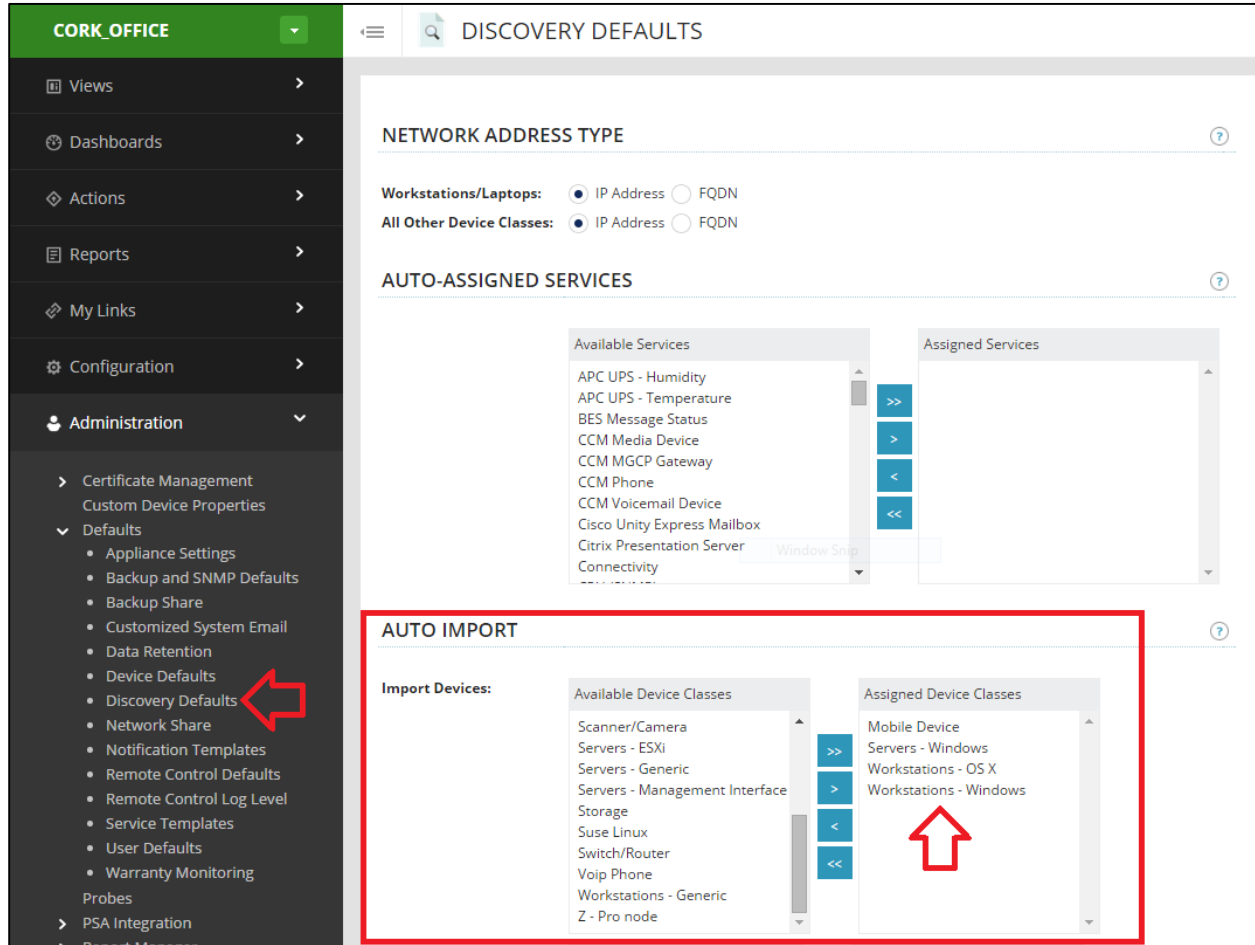 CORK_OFFICE
Views
Dashboards
Actions
Reports
My Links
Configuration
Administration
Certificate Management
Custom Device Properties
Defaults
Appliance Settings
Backup and SNMP Defaults
Backup Share
Customized System Email
Data Retention
Device Defaults
Discovery Defaults
Network Share
Notification Templates
Remote Control Defaults
Remote Control Log Level
Service Templates
User Defaults
Warranty Monitoring
Probes
PSA Integration
DISCOVERY DEFAULTS
NETWORK ADDRESS TYPE ?
Workstations/Laptops: IP Address FQDN
All Other Device Classes: IP Address FQDN
AUTO-ASSIGNED SERVICES ?
Available Services
APC UPS - Humidity
APC UPS - Temperature
BES Message Status
CCM Media Device
CCM MGCP Gateway
CCM Phone
CCM Voicemail Device
Cisco Unity Express Mailbox
Citrix Presentation Server
Connectivity
>>
>
<
<<
Assigned Services
Window Snip
AUTO IMPORT ?
Import Devices:
Available Device Classes
Scanner/Camera
Servers - ESXi
Servers - Generic
Servers - Management Interface
Storage
Suse Linux
Switch/Router
Voip Phone
Workstations - Generic
Z - Pro node
>>
>
<
<<
Assigned Device Classes
Mobile Device
Servers - Windows
Workstations - OS X
Workstations - Windows